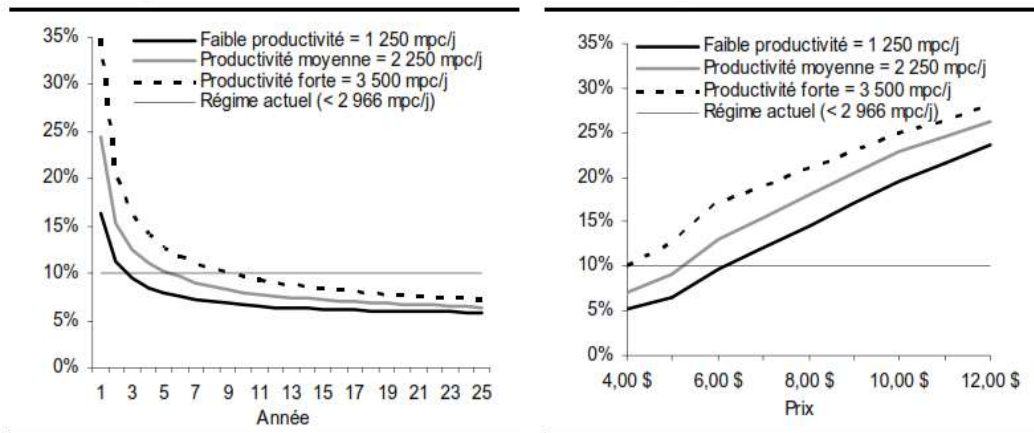 35%
30%
25%
20%
15%
10%
5%
0%
Faible productivité = 1 250 mpc/j
Productivité moyenne = 2 250 mpc/j
Productivité forte = 3 500 mpc/j
Régime actuel (< 2 966 mpc/j)
1 3 5 7 9 11 13 15 17 19 21 23 25
Année
35%
30%
25%
20%
15%
10%
5%
0%
Faible productivité = 1 250 mpc/j
Productivité moyenne = 2 250 mpc/j
Productivité forte = 3 500 mpc/j
Régime actuel (< 2 966 mpc/j)
4,00 $ 6,00 $ 8,00 $ 10,00 $ 12,00 $
Prix